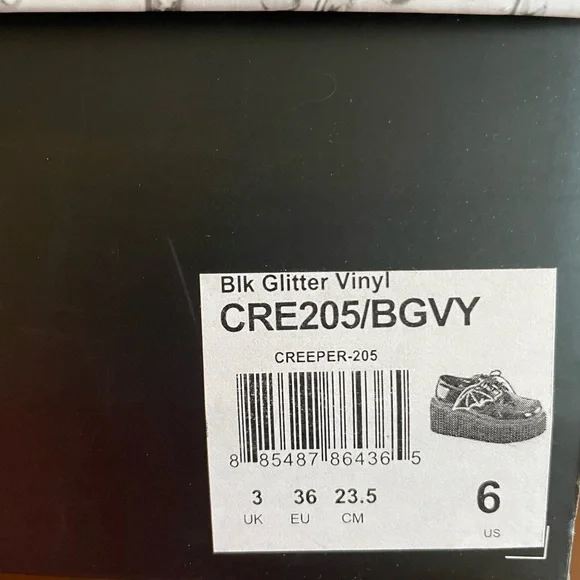 Blk Glitter Vinyl
CRE205/BGVY
CREEPER-205
8 85487 86436 5
3 36 23.5 6
UK EU CM US